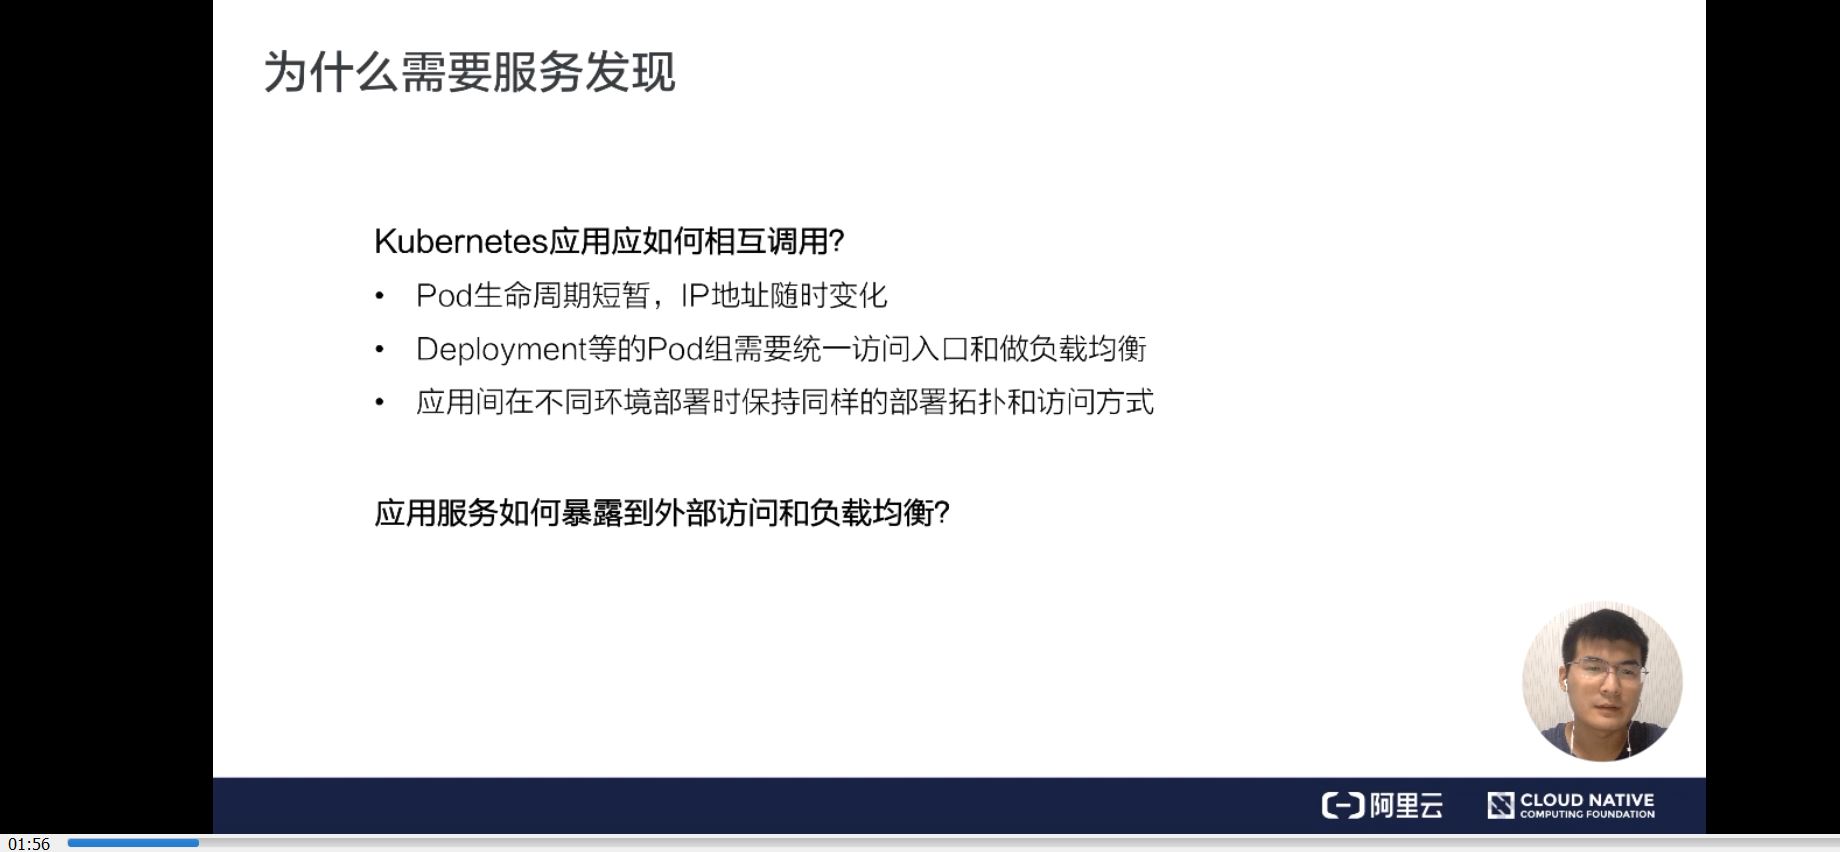 为什么需要服务发现
Kubernetes应用应如何相互调用?
• Pod生命周期短暂，IP地址随时变化
• Deployment等的Pod组需要统一访问入口和做负载均衡
• 应用间在不同环境部署时保持同样的部署拓扑和访问方式
应用服务如何暴露到外部访问和负载均衡?
阿里云
CLOUD NATIVE
COMPUTING FOUNDATION
01:56